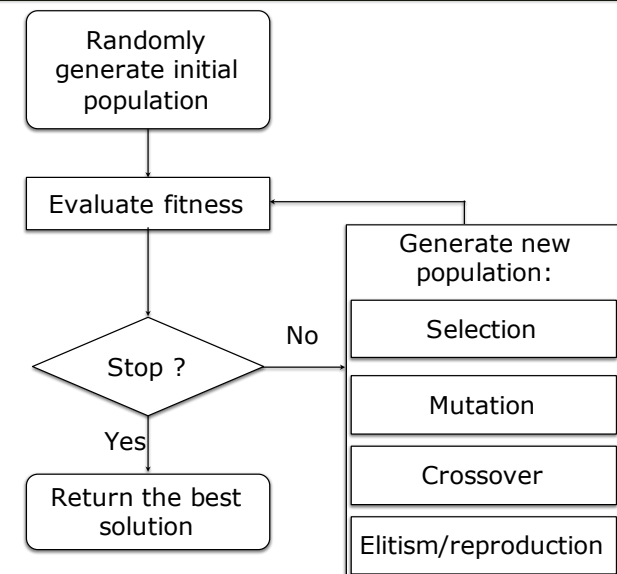 Randomly
generate initial
population
Evaluate fitness
Stop ?
No
Yes
Return the best
solution
Generate new
population:
Selection
Mutation
Crossover
Elitism/reproduction